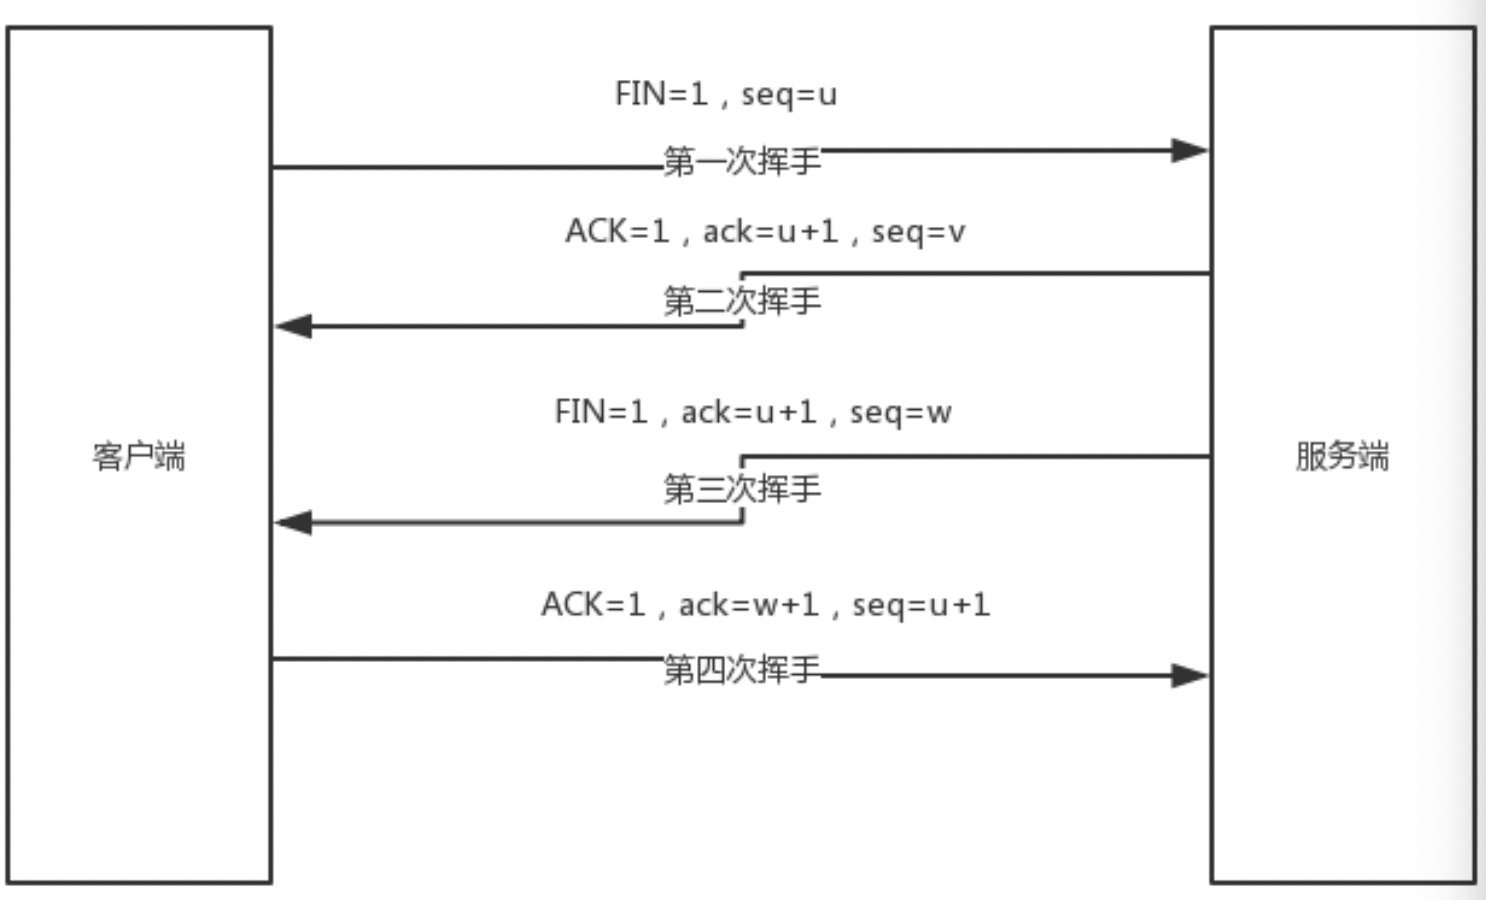 FIN=1，seq=u
第一次挥手
ACK=1，ack=u+1，seq=v
第二次挥手
FIN=1，ack=u+1，seq=w
客户端
服务端
第三次挥手
ACK=1，ack=w+1，seq=u+1
第四次挥手